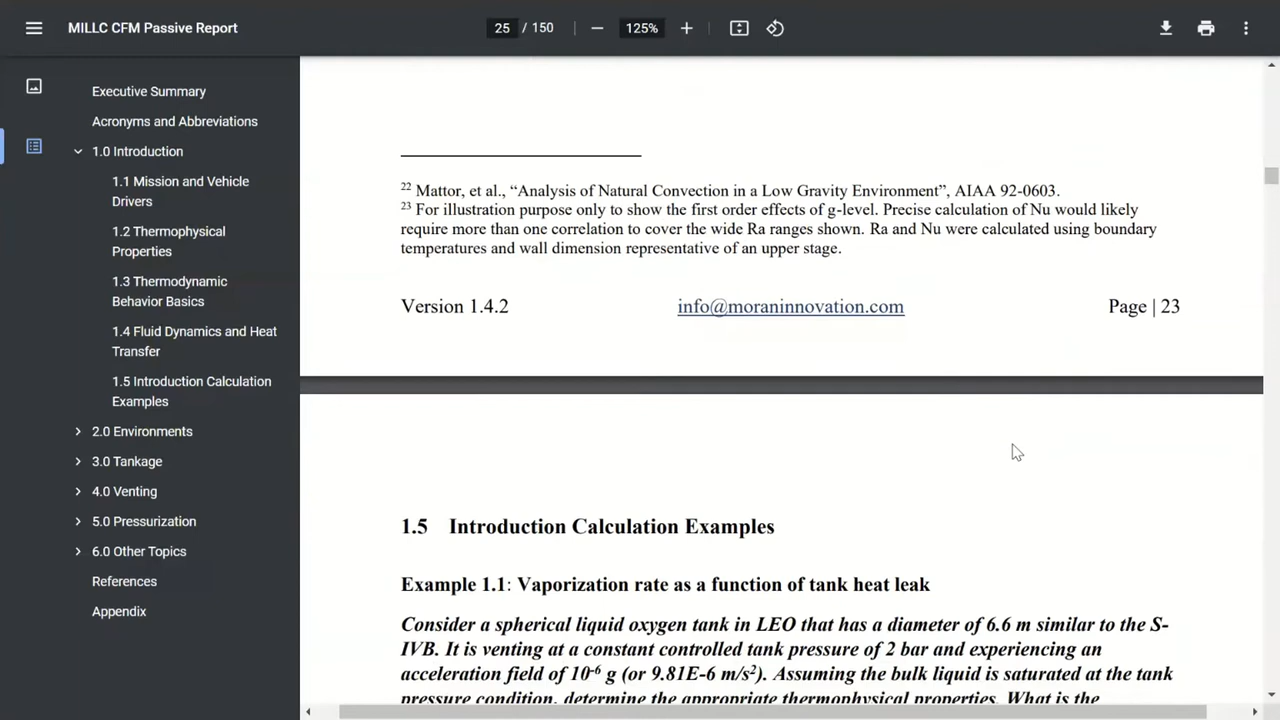 MILLC CFM Passive Report
25 / 150
125%
Executive Summary
Acronyms and Abbreviations
1.0 Introduction
1.1 Mission and Vehicle
Drivers
1.2 Thermophysical
Properties
1.3 Thermodynamic
Behavior Basics
1.4 Fluid Dynamics and Heat
Transfer
1.5 Introduction Calculation
Examples
2.0 Environments
3.0 Tankage
4.0 Venting
5.0 Pressurization
6.0 Other Topics
References
Appendix
22 Mattor, et al., “Analysis of Natural Convection in a Low Gravity Environment”, AIAA 92-0603.
23 For illustration purpose only to show the first order effects of g-level. Precise calculation of Nu would likely
require more than one correlation to cover the wide Ra ranges shown. Ra and Nu were calculated using boundary
temperatures and wall dimension representative of an upper stage.
Version 1.4.2 info@moraninnovation.com Page | 23
1.5 Introduction Calculation Examples
Example 1.1: Vaporization rate as a function of tank heat leak
Consider a spherical liquid oxygen tank in LEO that has a diameter of 6.6 m similar to the S-
IVB. It is venting at a constant controlled tank pressure of 2 bar and experiencing an
acceleration field of 10-6 g (or 9.81E-6 m/s2). Assuming the bulk liquid is saturated at the tank
pressure condition, determine the appropriate thermophysical properties. What is the